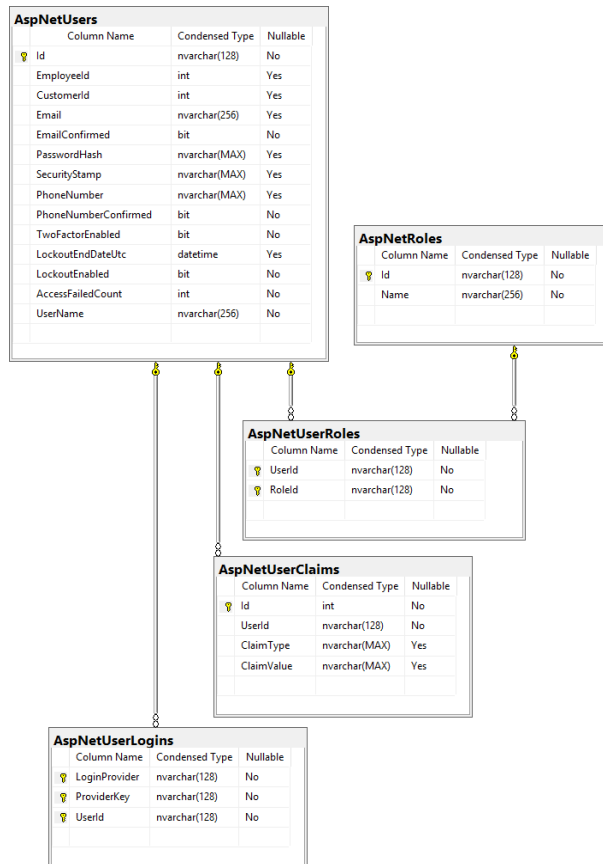 AspNetUsers
Column Name Condensed Type Nullable
Id nvarchar(128) No
EmployeeId int Yes
CustomerId int Yes
Email nvarchar(256) Yes
EmailConfirmed bit No
PasswordHash nvarchar(MAX) Yes
SecurityStamp nvarchar(MAX) Yes
PhoneNumber nvarchar(MAX) Yes
PhoneNumberConfirmed bit No
TwoFactorEnabled bit No
LockoutEndDateUtc datetime Yes
LockoutEnabled bit No
AccessFailedCount int No
UserName nvarchar(256) No
AspNetRoles
Column Name Condensed Type Nullable
Id nvarchar(128) No
Name nvarchar(256) No
AspNetUserRoles
Column Name Condensed Type Nullable
UserId nvarchar(128) No
RoleId nvarchar(128) No
AspNetUserClaims
Column Name Condensed Type Nullable
Id int No
UserId nvarchar(128) No
ClaimType nvarchar(MAX) Yes
ClaimValue nvarchar(MAX) Yes
AspNetUserLogins
Column Name Condensed Type Nullable
LoginProvider nvarchar(128) No
ProviderKey nvarchar(128) No
UserId nvarchar(128) No